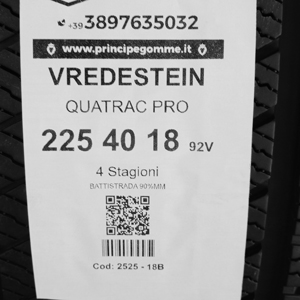 +39 3897635032
www.principegomme.it
VREDESTEIN
QUATRAC PRO
225 40 18 92V
4 Stagioni
BATTISTRADA 90%MM
Cod: 2525 - 18B